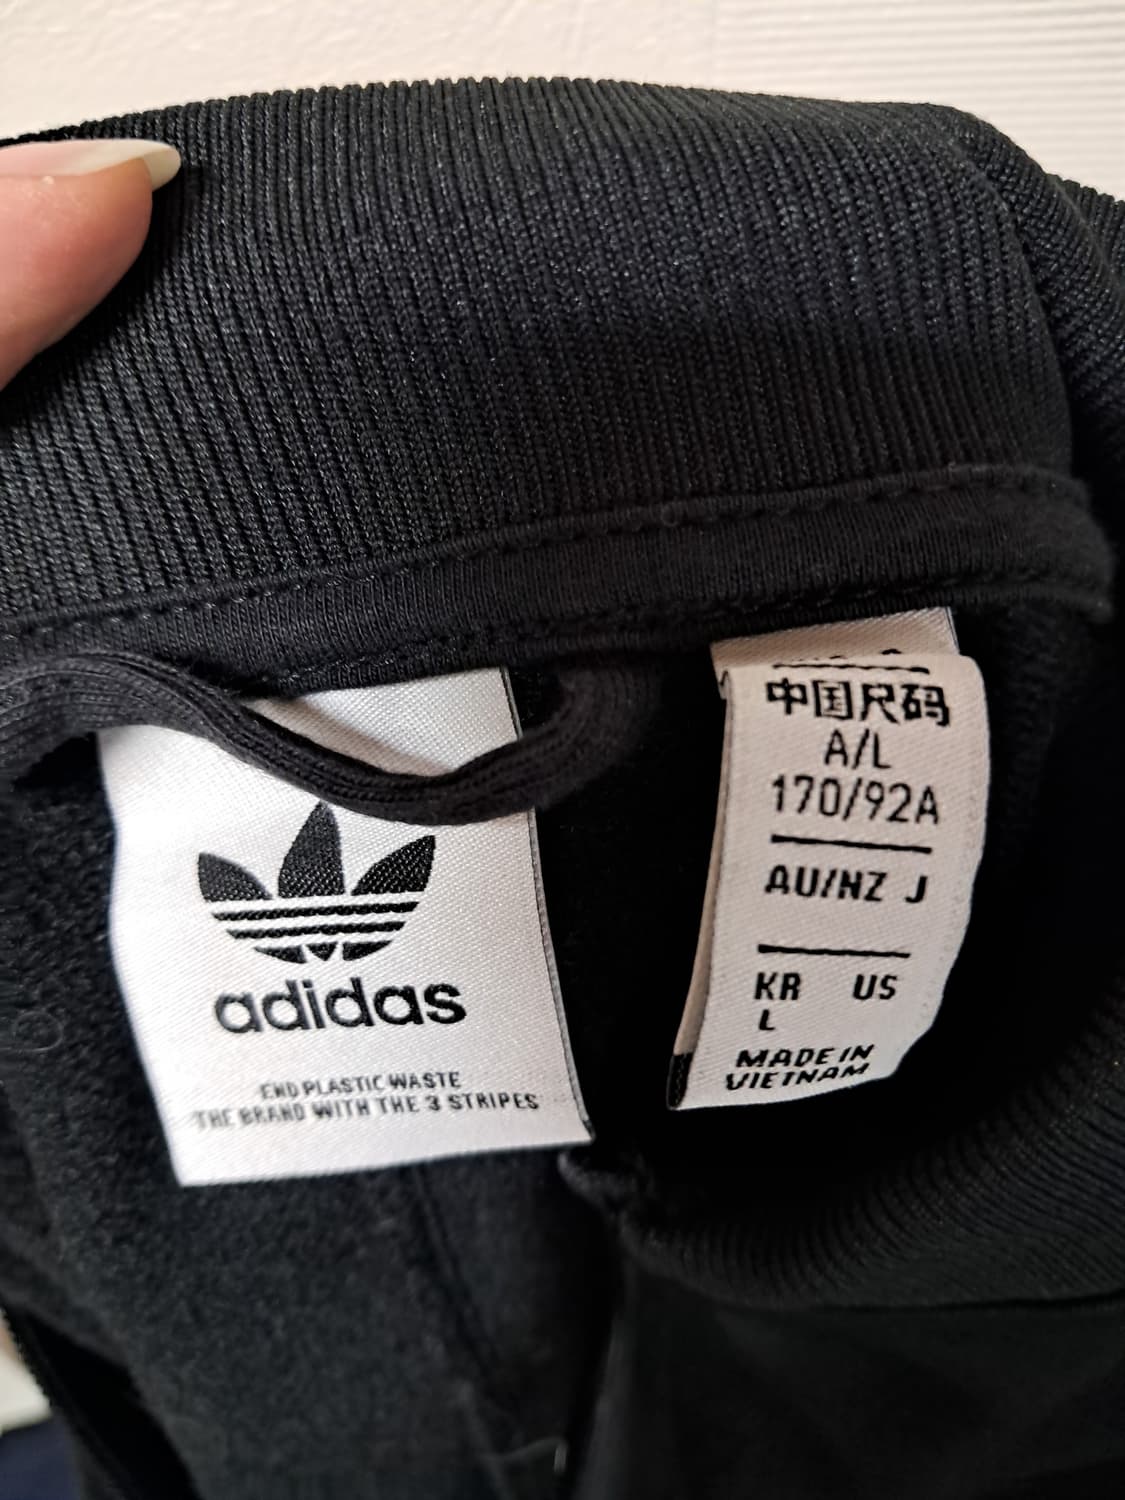 adidas
END PLASTIC WASTE
THE BRAND WITH THE 3 STRIPES
中国尺码
A/L
170/92A
AU/NZ J
KR US
L
MADE IN
VIETNAM